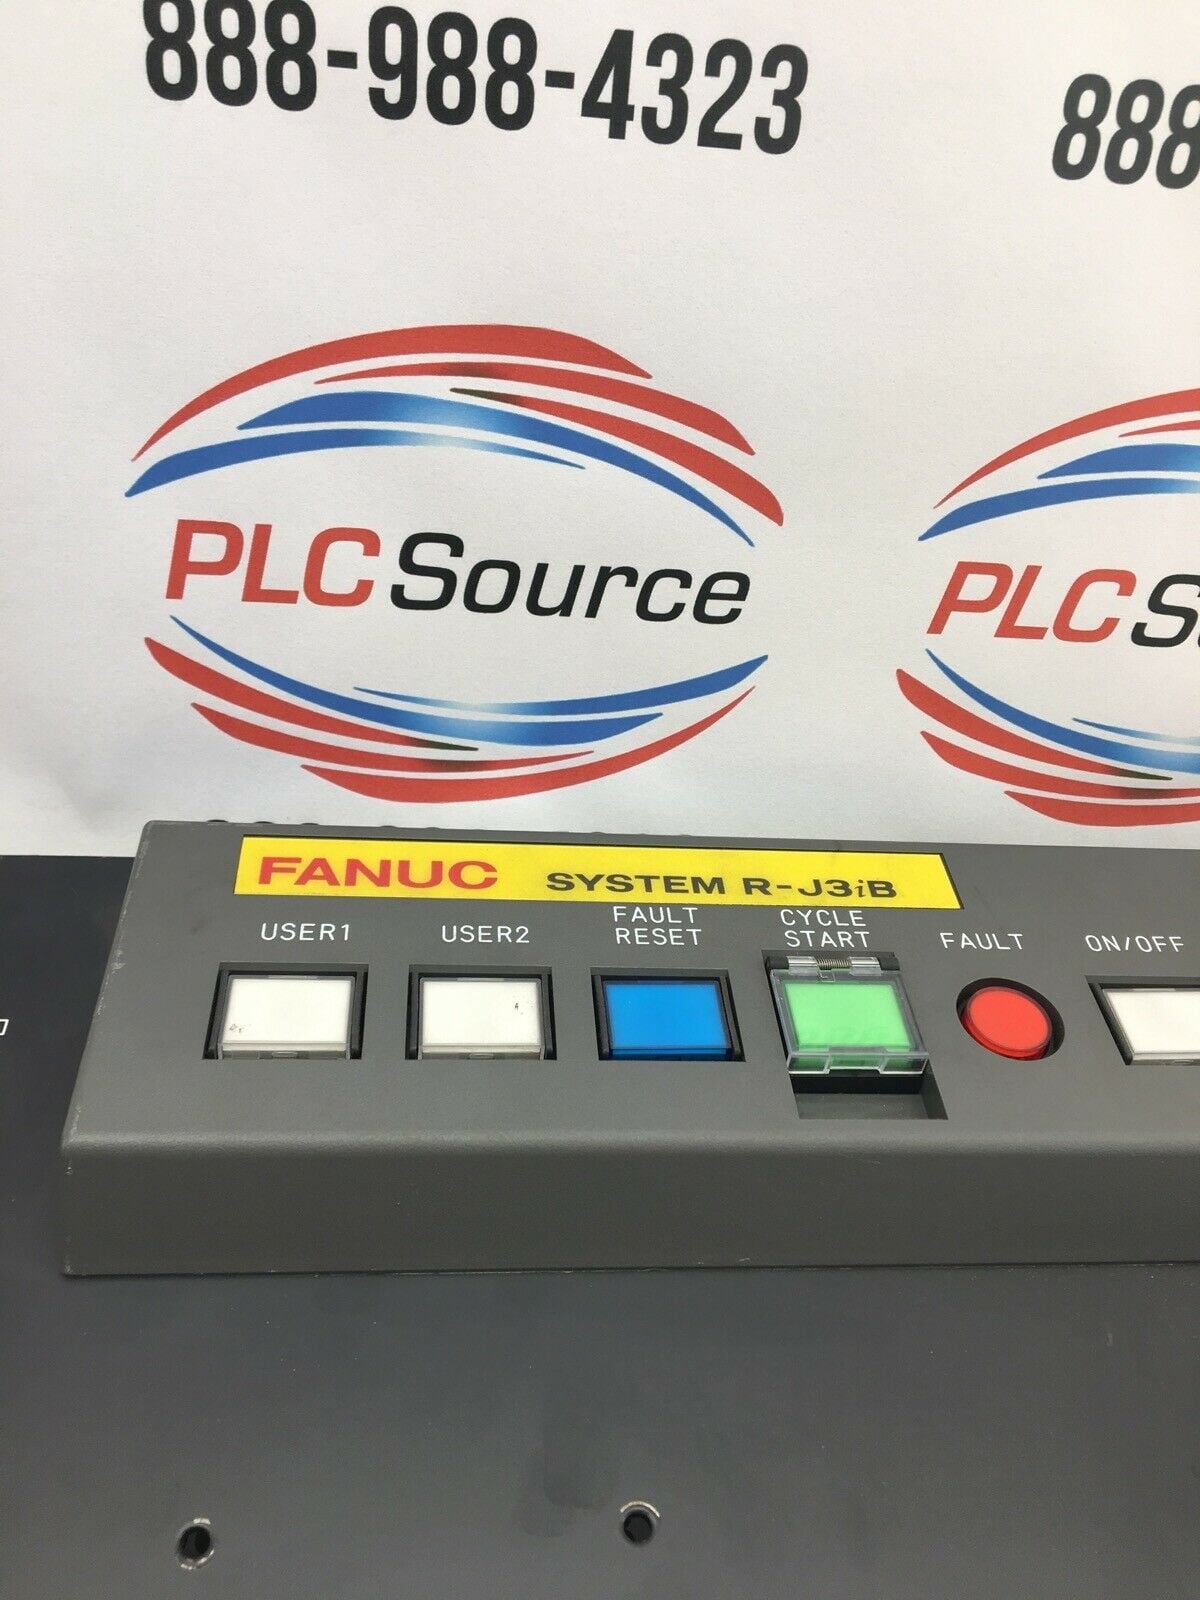 888-988-4323
888
PLC Source
PLC S
FANUC SYSTEM R-J3iB
USER1
USER2
FAULT
RESET
CYCLE
START
FAULT
ON/OFF